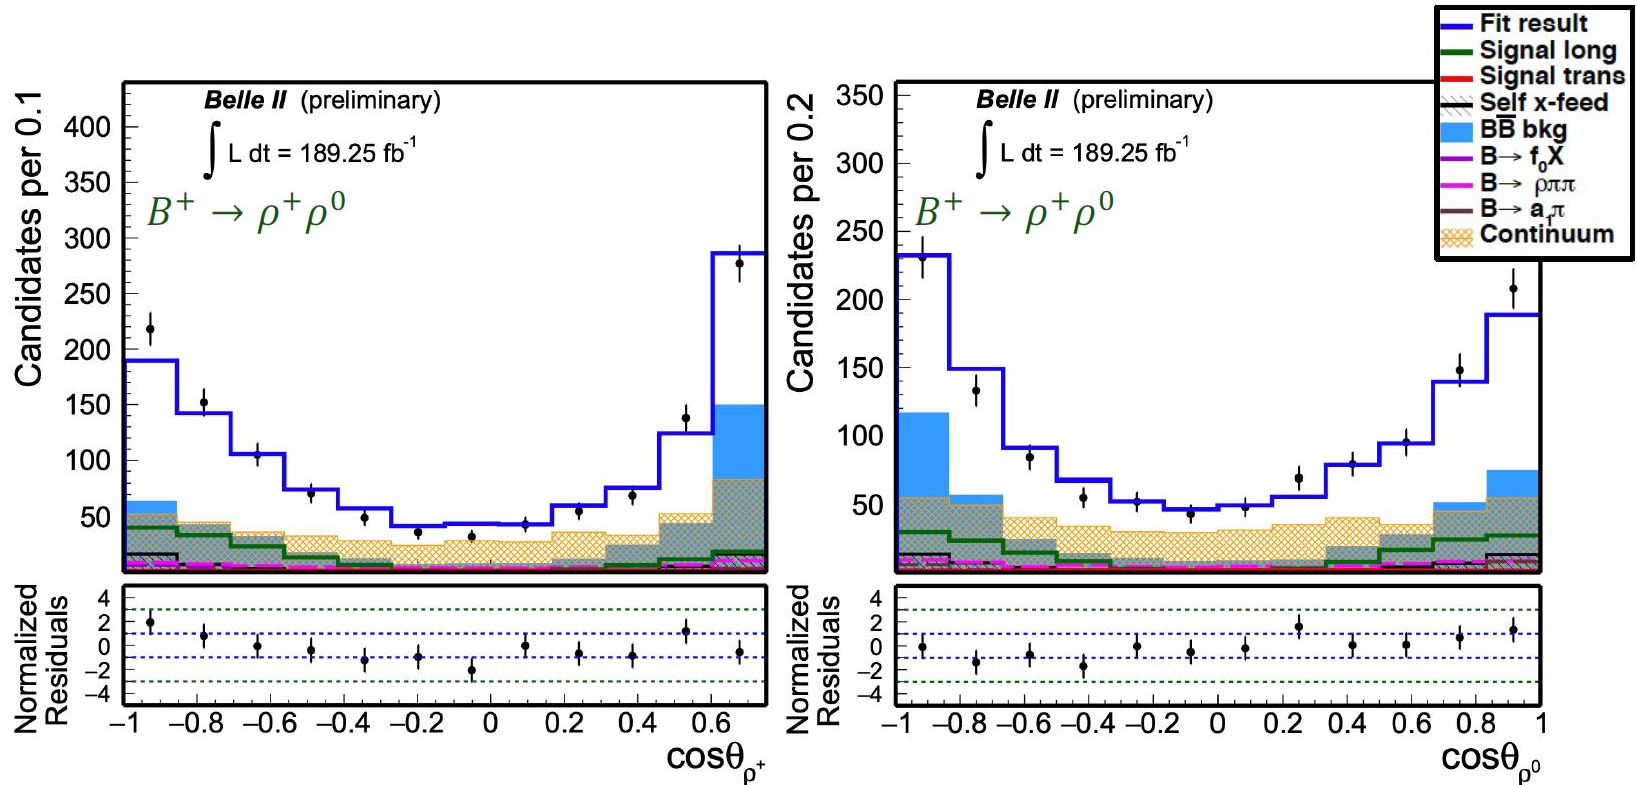 Fit result
Signal long
Signal trans
Self x-feed
BB̅ bkg
B→ f₀X
B→ ρππ
B→ a₁π
Continuum
Candidates per 0.1
400
350
300
250
200
150
100
50
Belle II (preliminary)
∫ L dt = 189.25 fb⁻¹
B⁺ → ρ⁺ρ⁰
Normalized
Residuals
4
2
0
−2
−4
−1 −0.8 −0.6 −0.4 −0.2 0 0.2 0.4 0.6
cosθρ⁺
Candidates per 0.2
350
300
250
200
150
100
50
Belle II (preliminary)
∫ L dt = 189.25 fb⁻¹
B⁺ → ρ⁺ρ⁰
Normalized
Residuals
4
2
0
−2
−4
−1 −0.8 −0.6 −0.4 −0.2 0 0.2 0.4 0.6 0.8 1
cosθρ⁰